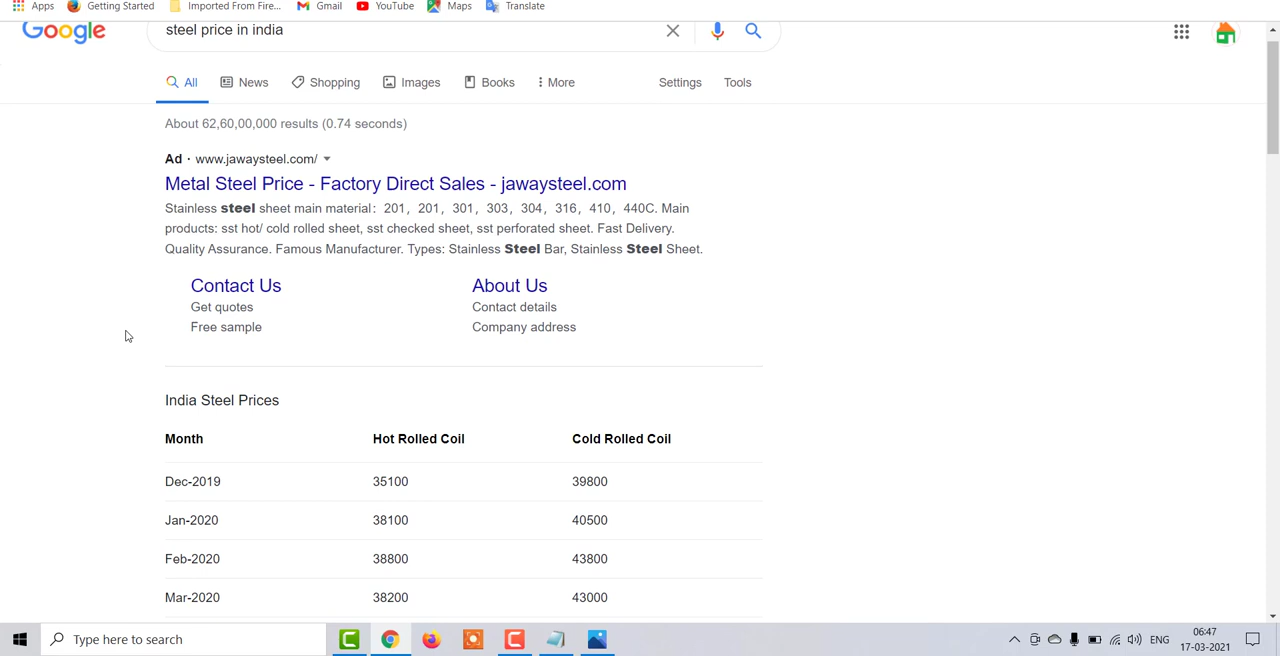 Apps Getting Started Imported From Fire... Gmail YouTube Maps Translate
Google steel price in india
All News Shopping Images Books More Settings Tools
About 62,60,00,000 results (0.74 seconds)
Ad · www.jawaysteel.com/
Metal Steel Price - Factory Direct Sales - jawaysteel.com
Stainless steel sheet main material：201，201，301，303，304，316，410，440C. Main
products: sst hot/ cold rolled sheet, sst checked sheet, sst perforated sheet. Fast Delivery.
Quality Assurance. Famous Manufacturer. Types: Stainless Steel Bar, Stainless Steel Sheet.
Contact Us About Us
Get quotes Contact details
Free sample Company address
India Steel Prices
Month Hot Rolled Coil Cold Rolled Coil
Dec-2019 35100 39800
Jan-2020 38100 40500
Feb-2020 38800 43800
Mar-2020 38200 43000
Type here to search ENG 06:47
17-03-2021